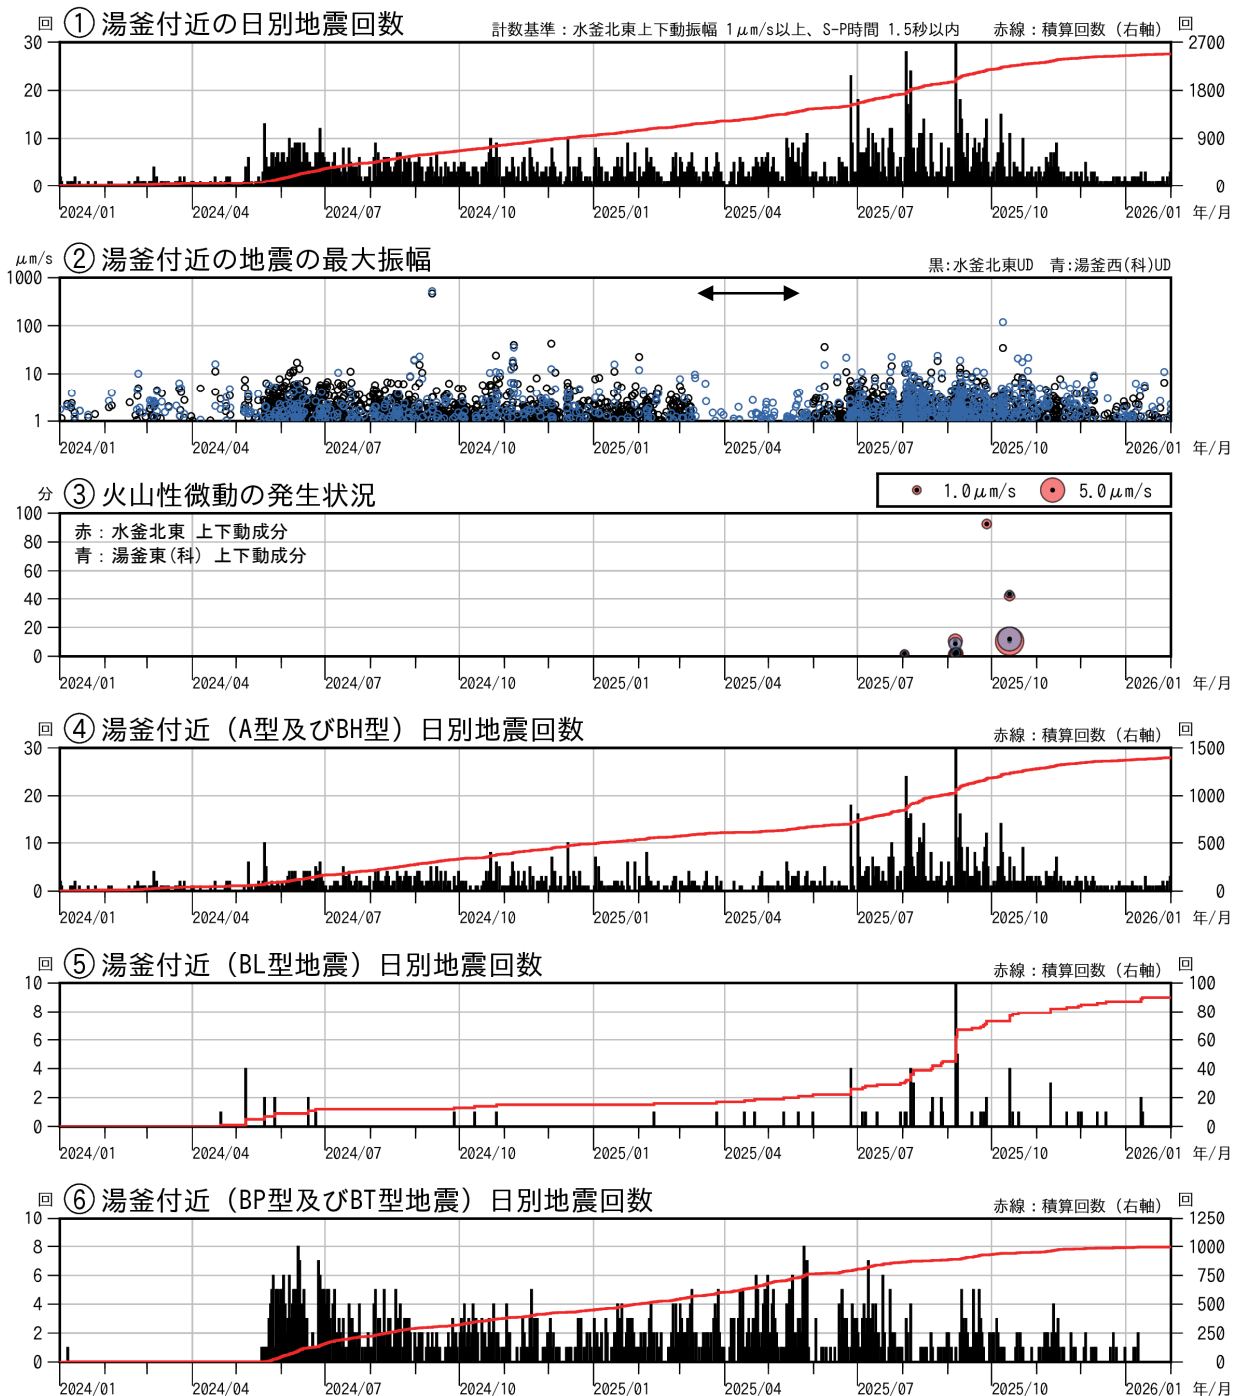 回 ① 湯釜付近の日別地震回数 計数基準：水釜北東上下動振幅 1μm/s以上、S-P時間 1.5秒以内 赤線：積算回数（右軸） 回
30 2700
20 1800
10 900
0 0
2024/01 2024/04 2024/07 2024/10 2025/01 2025/04 2025/07 2025/10 2026/01 年/月
μm/s ② 湯釜付近の地震の最大振幅 黒:水釜北東UD 青:湯釜西(科)UD
1000
100
10
1
2024/01 2024/04 2024/07 2024/10 2025/01 2025/04 2025/07 2025/10 2026/01 年/月
分 ③ 火山性微動の発生状況 1.0μm/s 5.0μm/s
100
赤：水釜北東 上下動成分
80
青：湯釜東(科) 上下動成分
60
40
20
0
2024/01 2024/04 2024/07 2024/10 2025/01 2025/04 2025/07 2025/10 2026/01 年/月
回 ④ 湯釜付近（A型及びBH型）日別地震回数 赤線：積算回数（右軸） 回
30 1500
20 1000
10 500
0 0
2024/01 2024/04 2024/07 2024/10 2025/01 2025/04 2025/07 2025/10 2026/01 年/月
回 ⑤ 湯釜付近（BL型地震）日別地震回数 赤線：積算回数（右軸） 回
10 100
8 80
6 60
4 40
2 20
0 0
2024/01 2024/04 2024/07 2024/10 2025/01 2025/04 2025/07 2025/10 2026/01 年/月
回 ⑥ 湯釜付近（BP型及びBT型地震）日別地震回数 赤線：積算回数（右軸） 回
10 1250
8 1000
6 750
4 500
2 250
0 0
2024/01 2024/04 2024/07 2024/10 2025/01 2025/04 2025/07 2025/10 2026/01 年/月